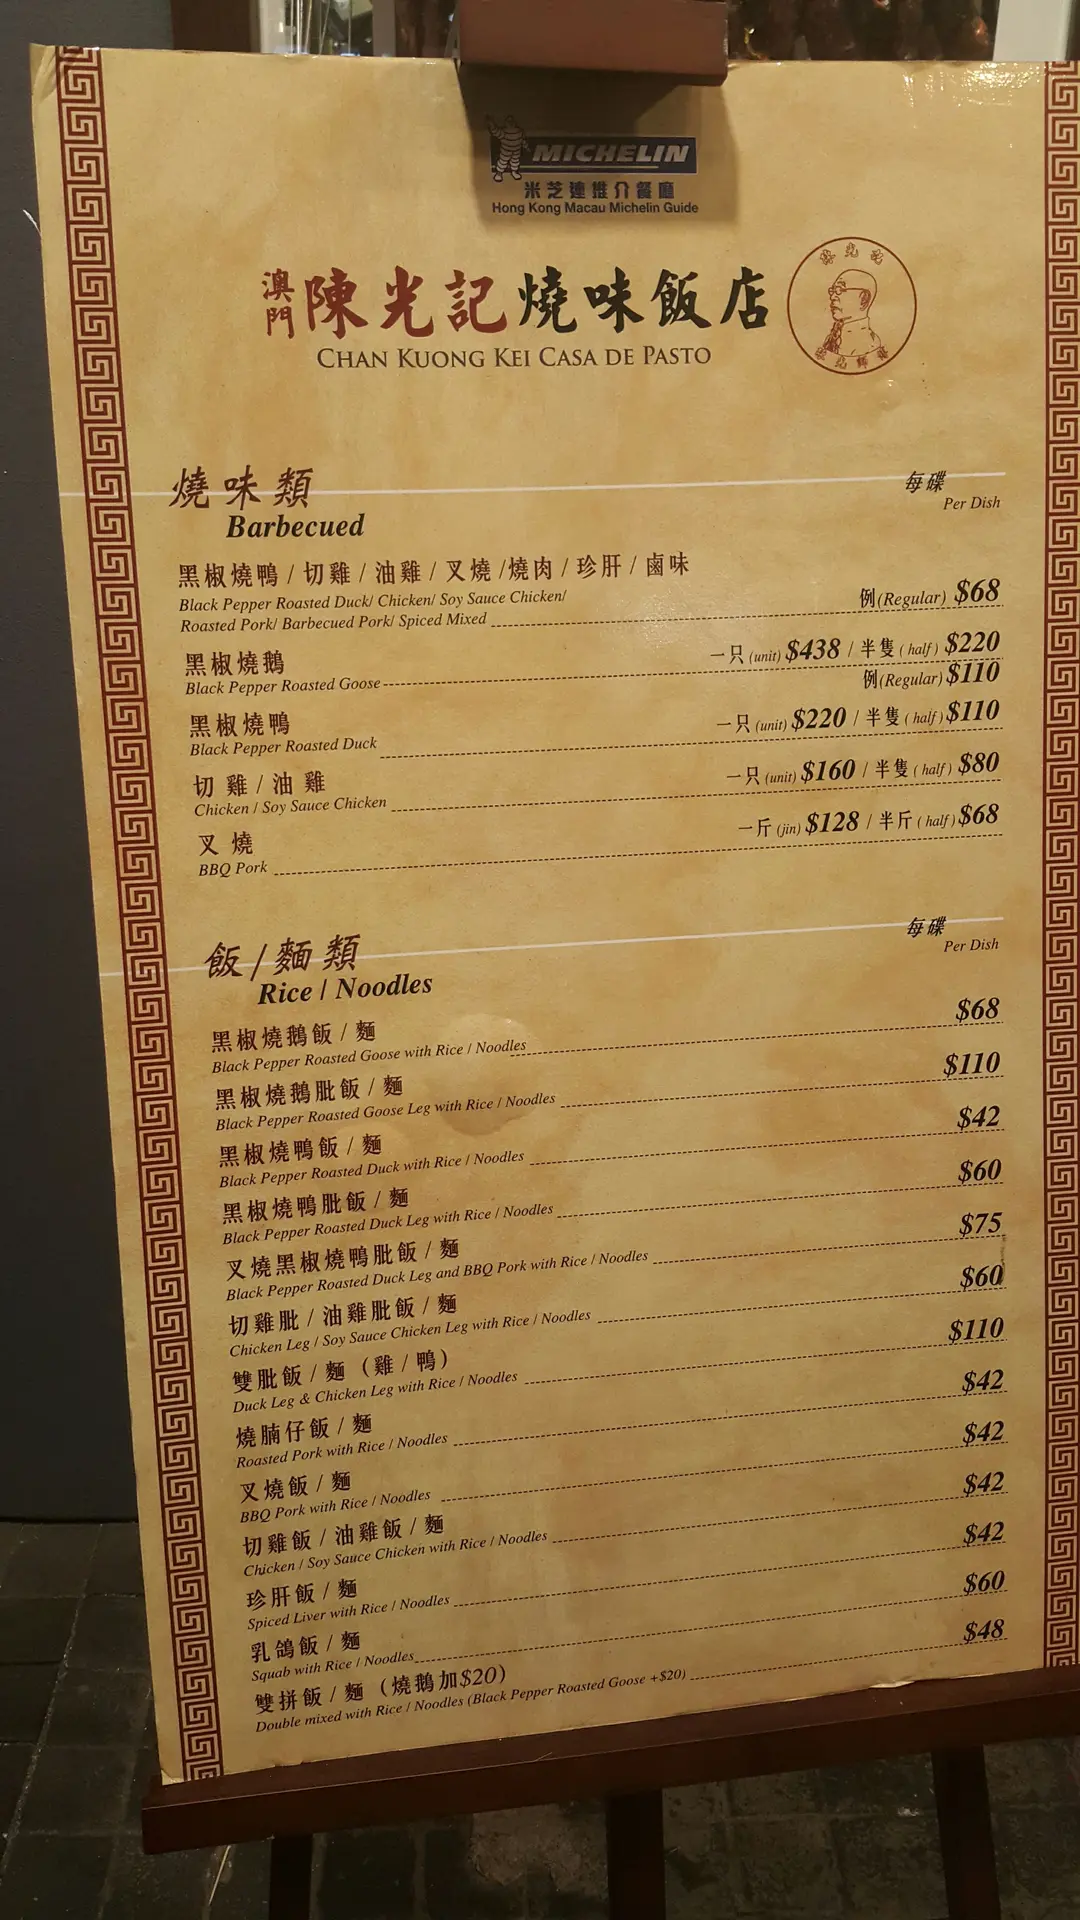 MICHELIN
米芝連推介餐廳
Hong Kong Macau Michelin Guide
澳門陳光記燒味飯店
CHAN KUONG KEI CASA DE PASTO
燒味類
每碟
Barbecued
Per Dish
黑椒燒鴨 / 切雞 / 油雞 / 叉燒 /燒肉 / 珍肝 / 鹵味
Black Pepper Roasted Duck/ Chicken/ Soy Sauce Chicken/
Roasted Pork/ Barbecued Pork/ Spiced Mixed
例(Regular) $68
黑椒燒鵝
一只(unit) $438 / 半隻 ( half ) $220
Black Pepper Roasted Goose
例(Regular) $110
黑椒燒鴨
一只(unit) $220 / 半隻 ( half ) $110
Black Pepper Roasted Duck
切雞 / 油雞
一只(unit) $160 / 半隻 ( half ) $80
Chicken / Soy Sauce Chicken
叉燒
一斤(jin) $128 / 半斤 ( half ) $68
BBQ Pork
飯/麵類
每碟
Rice / Noodles
Per Dish
黑椒燒鵝飯 / 麵
Black Pepper Roasted Goose with Rice / Noodles $68
黑椒燒鵝肶飯 / 麵
Black Pepper Roasted Goose Leg with Rice / Noodles $110
黑椒燒鴨飯 / 麵
Black Pepper Roasted Duck with Rice / Noodles $42
黑椒燒鴨肶飯 / 麵
Black Pepper Roasted Duck Leg with Rice / Noodles $60
叉燒黑椒燒鴨肶飯 / 麵
Black Pepper Roasted Duck Leg and BBQ Pork with Rice / Noodles $75
切雞肶 / 油雞肶飯 / 麵
Chicken Leg / Soy Sauce Chicken Leg with Rice / Noodles $60
雙肶飯 / 麵 (雞 / 鴨)
Duck Leg & Chicken Leg with Rice / Noodles $110
燒腩仔飯 / 麵
Roasted Pork with Rice / Noodles $42
叉燒飯 / 麵
BBQ Pork with Rice / Noodles $42
切雞飯 / 油雞飯 / 麵
Chicken / Soy Sauce Chicken with Rice / Noodles $42
珍肝飯 / 麵
Spiced Liver with Rice / Noodles $42
乳鴿飯 / 麵
Squab with Rice / Noodles $60
雙拼飯 / 麵 (燒鵝加$20)
Double mixed with Rice / Noodles (Black Pepper Roasted Goose +$20) $48